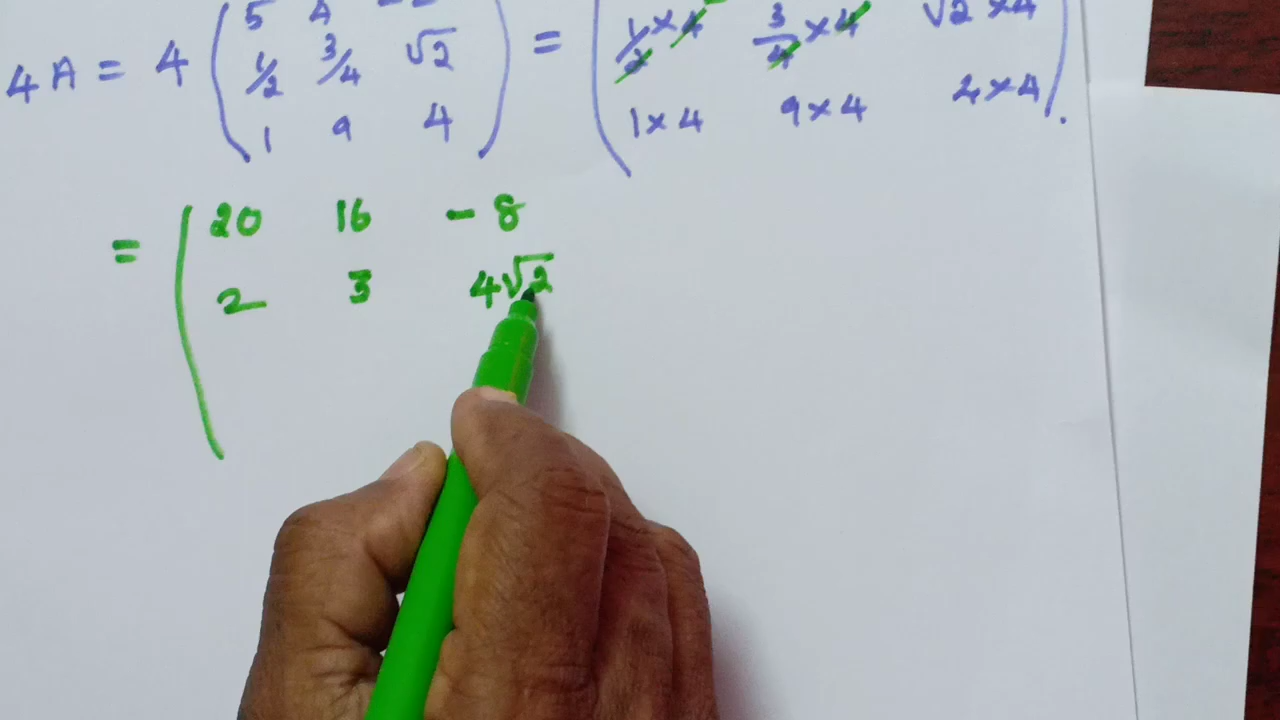 5 4
4A = 4 ( 1/2 3/4 √2 ) = ( 1/2 × 4 3/4 × 4 √2 × 4 )
1 9 4 1 × 4 9 × 4 4 × 4 .
= ( 20 16 - 8
2 3 4√2